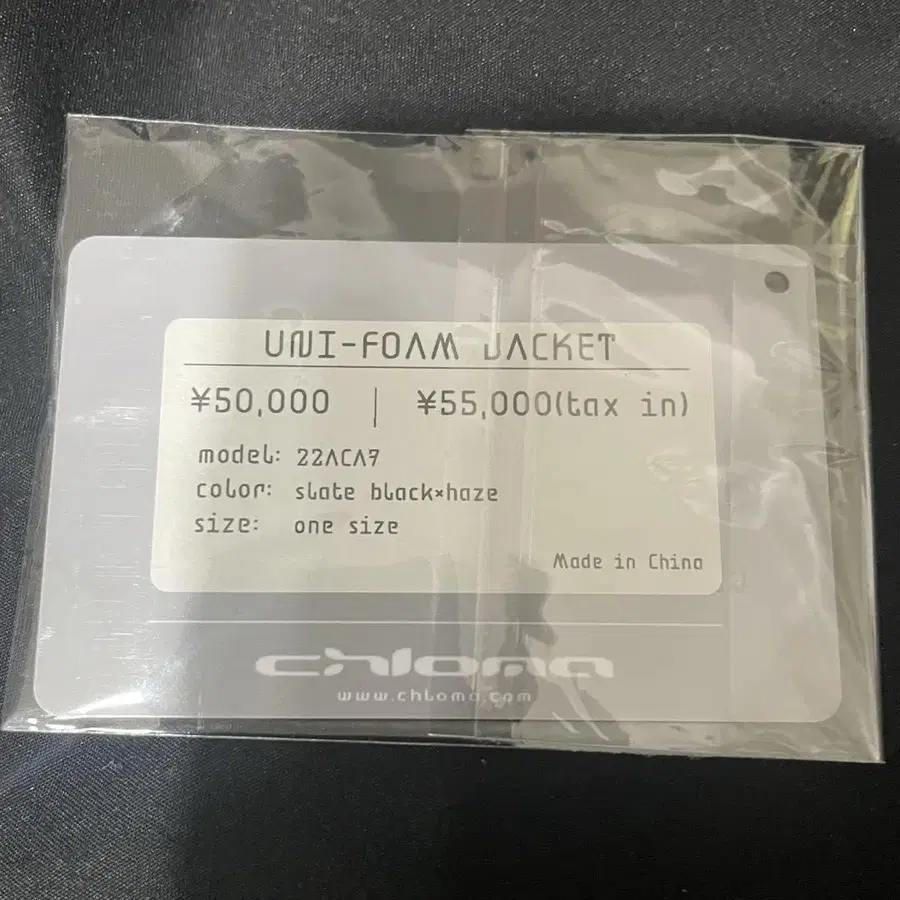 UNI-FOAM JACKET
¥50,000 | ¥55,000(tax in)
model: 22ACA9
color: slate black×haze
size: one size
Made in China
chloma
www.chloma.com